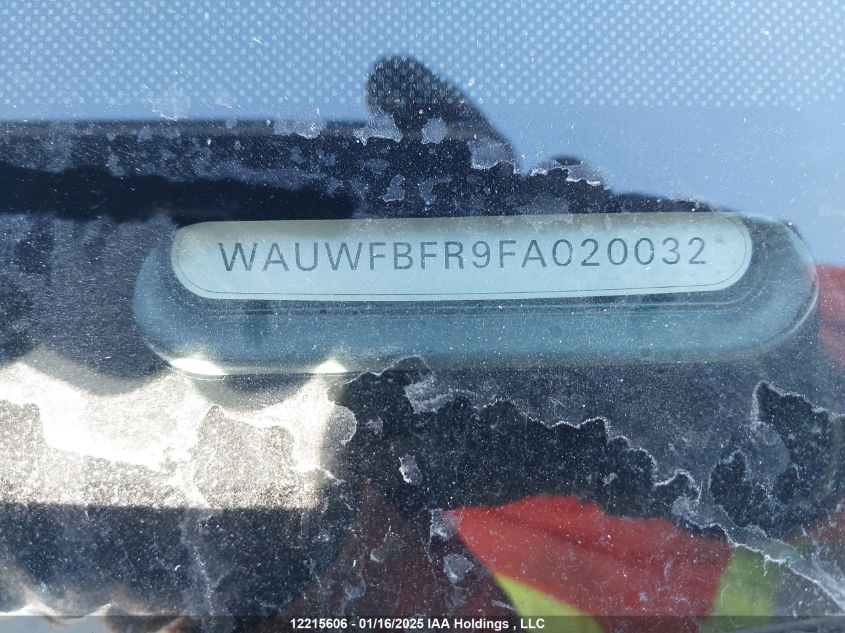 WAUWFBFR9FA020032
12215606 - 01/16/2025 IAA Holdings , LLC